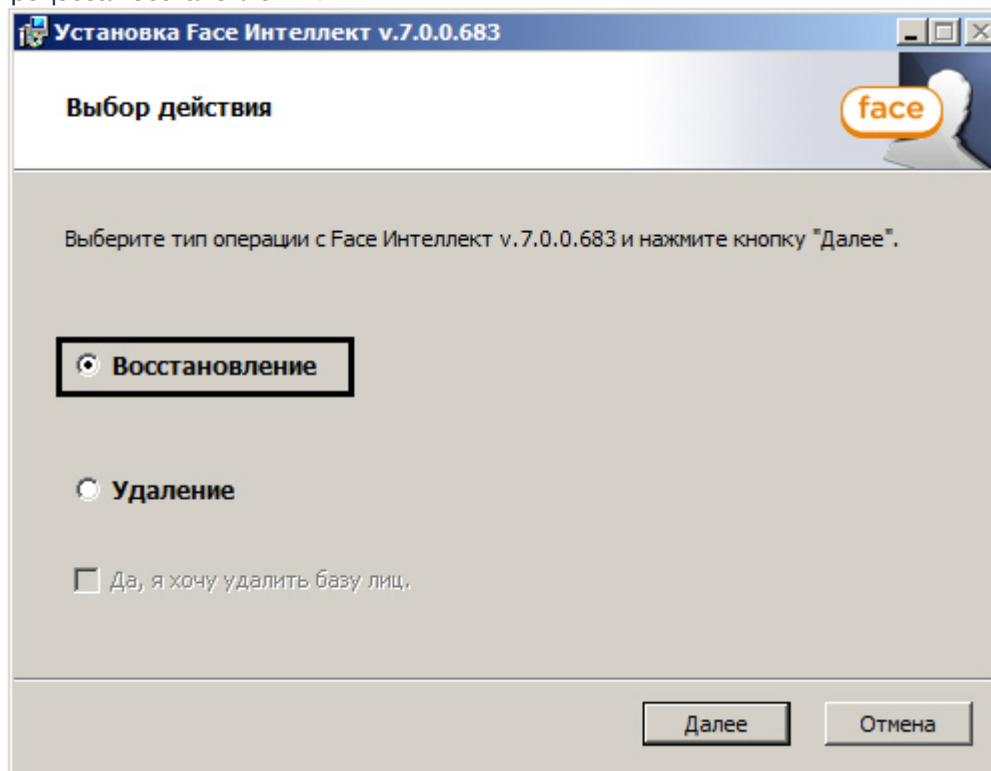 Установка Face Интеллект v.7.0.0.683
Выбор действия
face
Выберите тип операции с Face Интеллект v.7.0.0.683 и нажмите кнопку "Далее".
Восстановление
Удаление
Да, я хочу удалить базу лиц.
Далее
Отмена